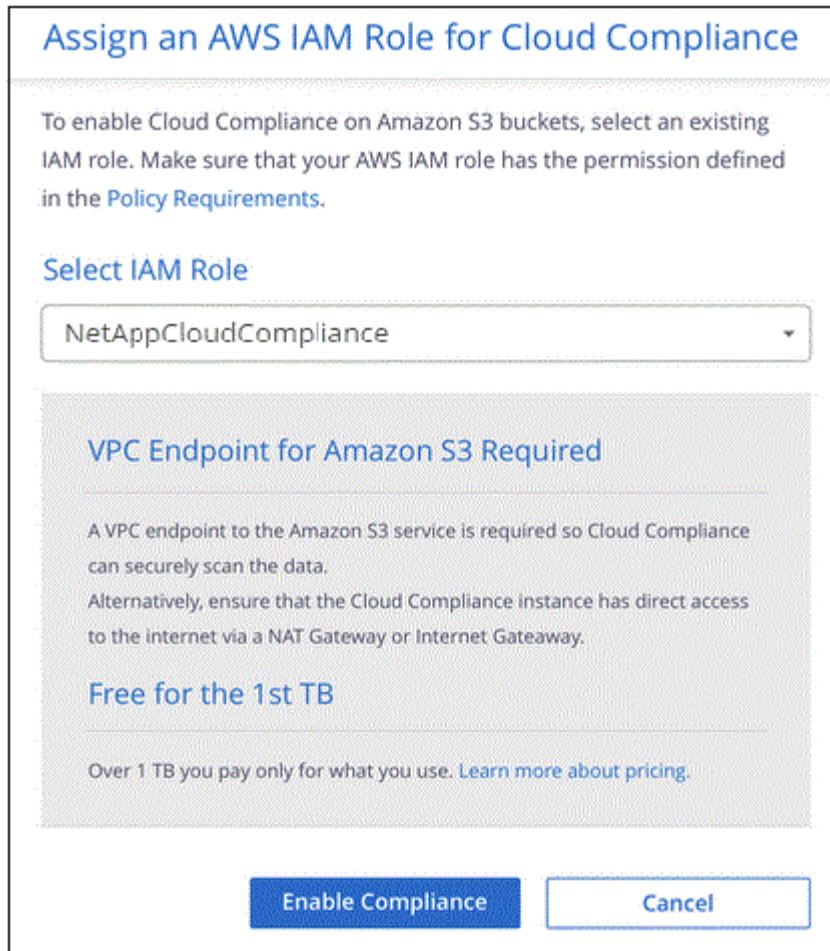 Assign an AWS IAM Role for Cloud Compliance
To enable Cloud Compliance on Amazon S3 buckets, select an existing
IAM role. Make sure that your AWS IAM role has the permission defined
in the Policy Requirements.
Select IAM Role
NetAppCloudCompliance
VPC Endpoint for Amazon S3 Required
A VPC endpoint to the Amazon S3 service is required so Cloud Compliance
can securely scan the data.
Alternatively, ensure that the Cloud Compliance instance has direct access
to the internet via a NAT Gateway or Internet Gateaway.
Free for the 1st TB
Over 1 TB you pay only for what you use. Learn more about pricing.
Enable Compliance
Cancel